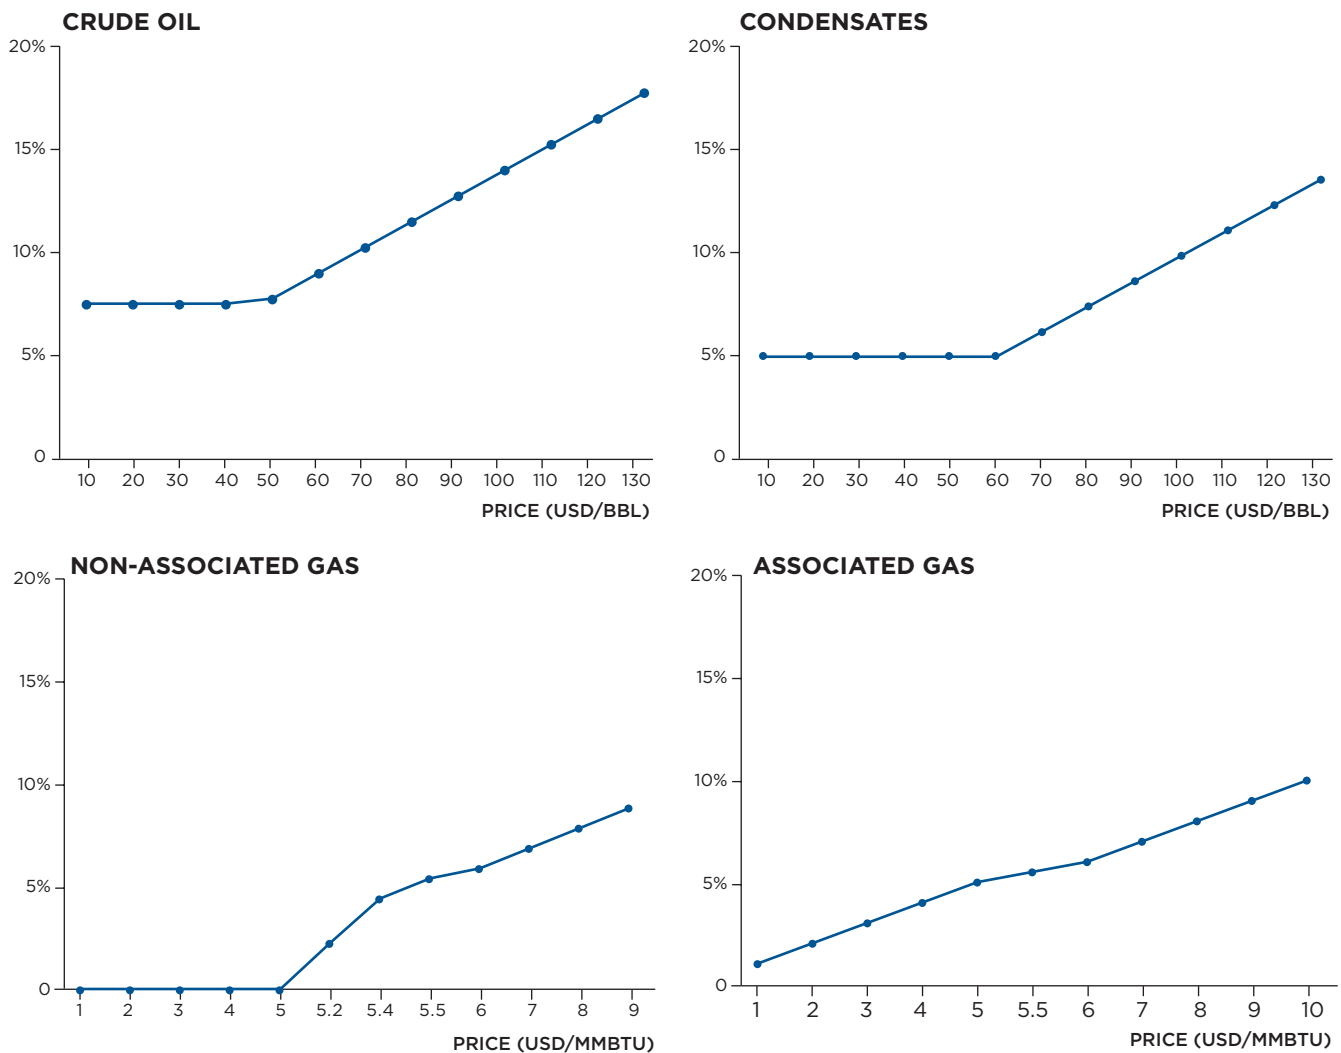 CRUDE OIL
20%
15%
10%
5%
0
10 20 30 40 50 60 70 80 90 100 110 120 130
PRICE (USD/BBL)
CONDENSATES
20%
15%
10%
5%
0
10 20 30 40 50 60 70 80 90 100 110 120 130
PRICE (USD/BBL)
NON-ASSOCIATED GAS
20%
15%
10%
5%
0
1 2 3 4 5 5.2 5.4 5.5 6 7 8 9
PRICE (USD/MMBTU)
ASSOCIATED GAS
20%
15%
10%
5%
0
1 2 3 4 5 5.5 6 7 8 9 10
PRICE (USD/MMBTU)